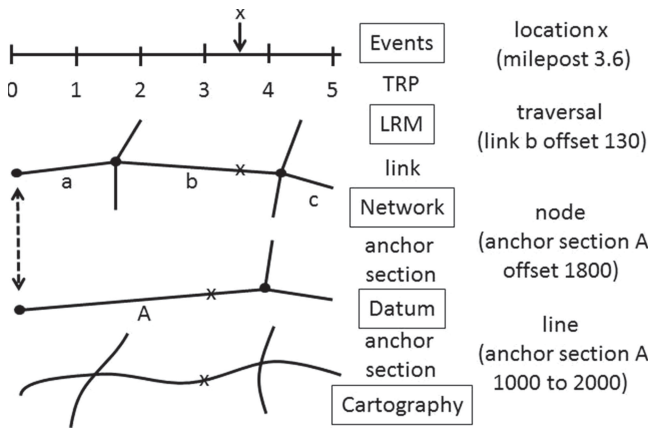 x
0 1 2 3 4 5
a
x
b
c
x
A
x
Events
TRP
LRM
link
Network
anchor
section
Datum
anchor
section
Cartography
location x
(milepost 3.6)
traversal
(link b offset 130)
node
(anchor section A
offset 1800)
line
(anchor section A
1000 to 2000)